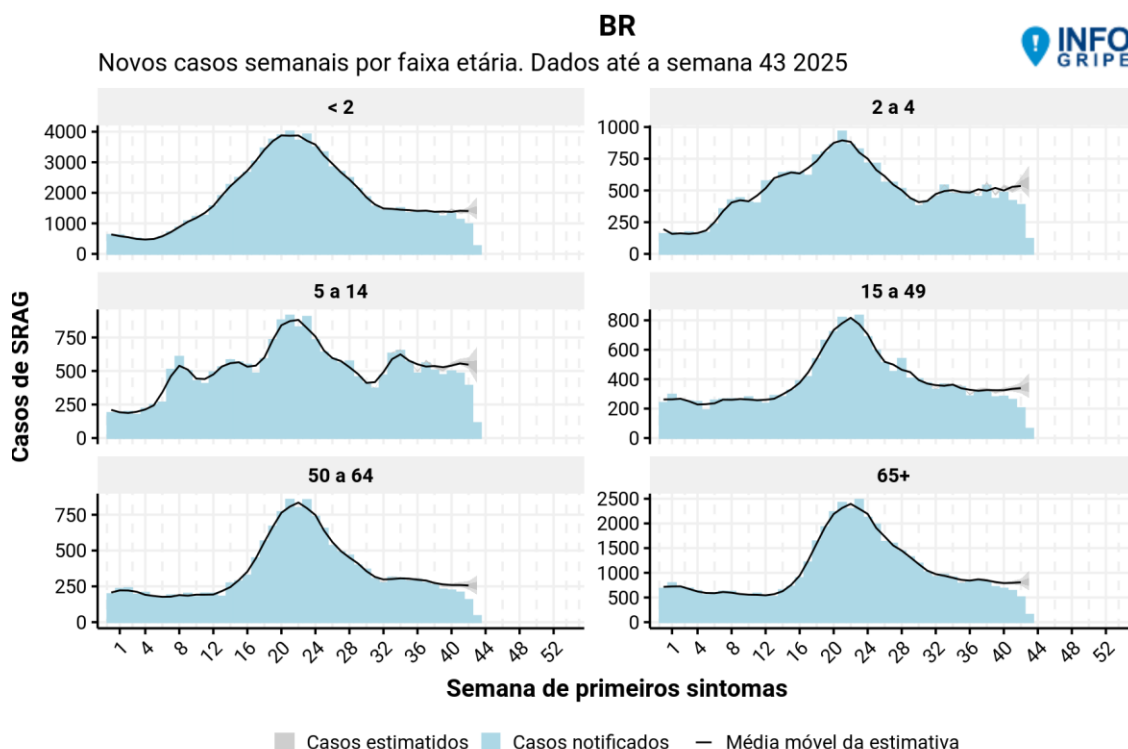 BR
INFO
GRIPE
Novos casos semanais por faixa etária. Dados até a semana 43 2025
< 2
2 a 4
4000
3000
2000
1000
0
1000
750
500
250
0
5 a 14
15 a 49
750
500
250
0
800
600
400
200
0
50 a 64
65+
750
500
250
0
2500
2000
1500
1000
500
0
Casos de SRAG
1 4 8 12 16 20 24 28 32 36 40 44 48 52
1 4 8 12 16 20 24 28 32 36 40 44 48 52
Semana de primeiros sintomas
Casos estimatidos Casos notificados Média móvel da estimativa